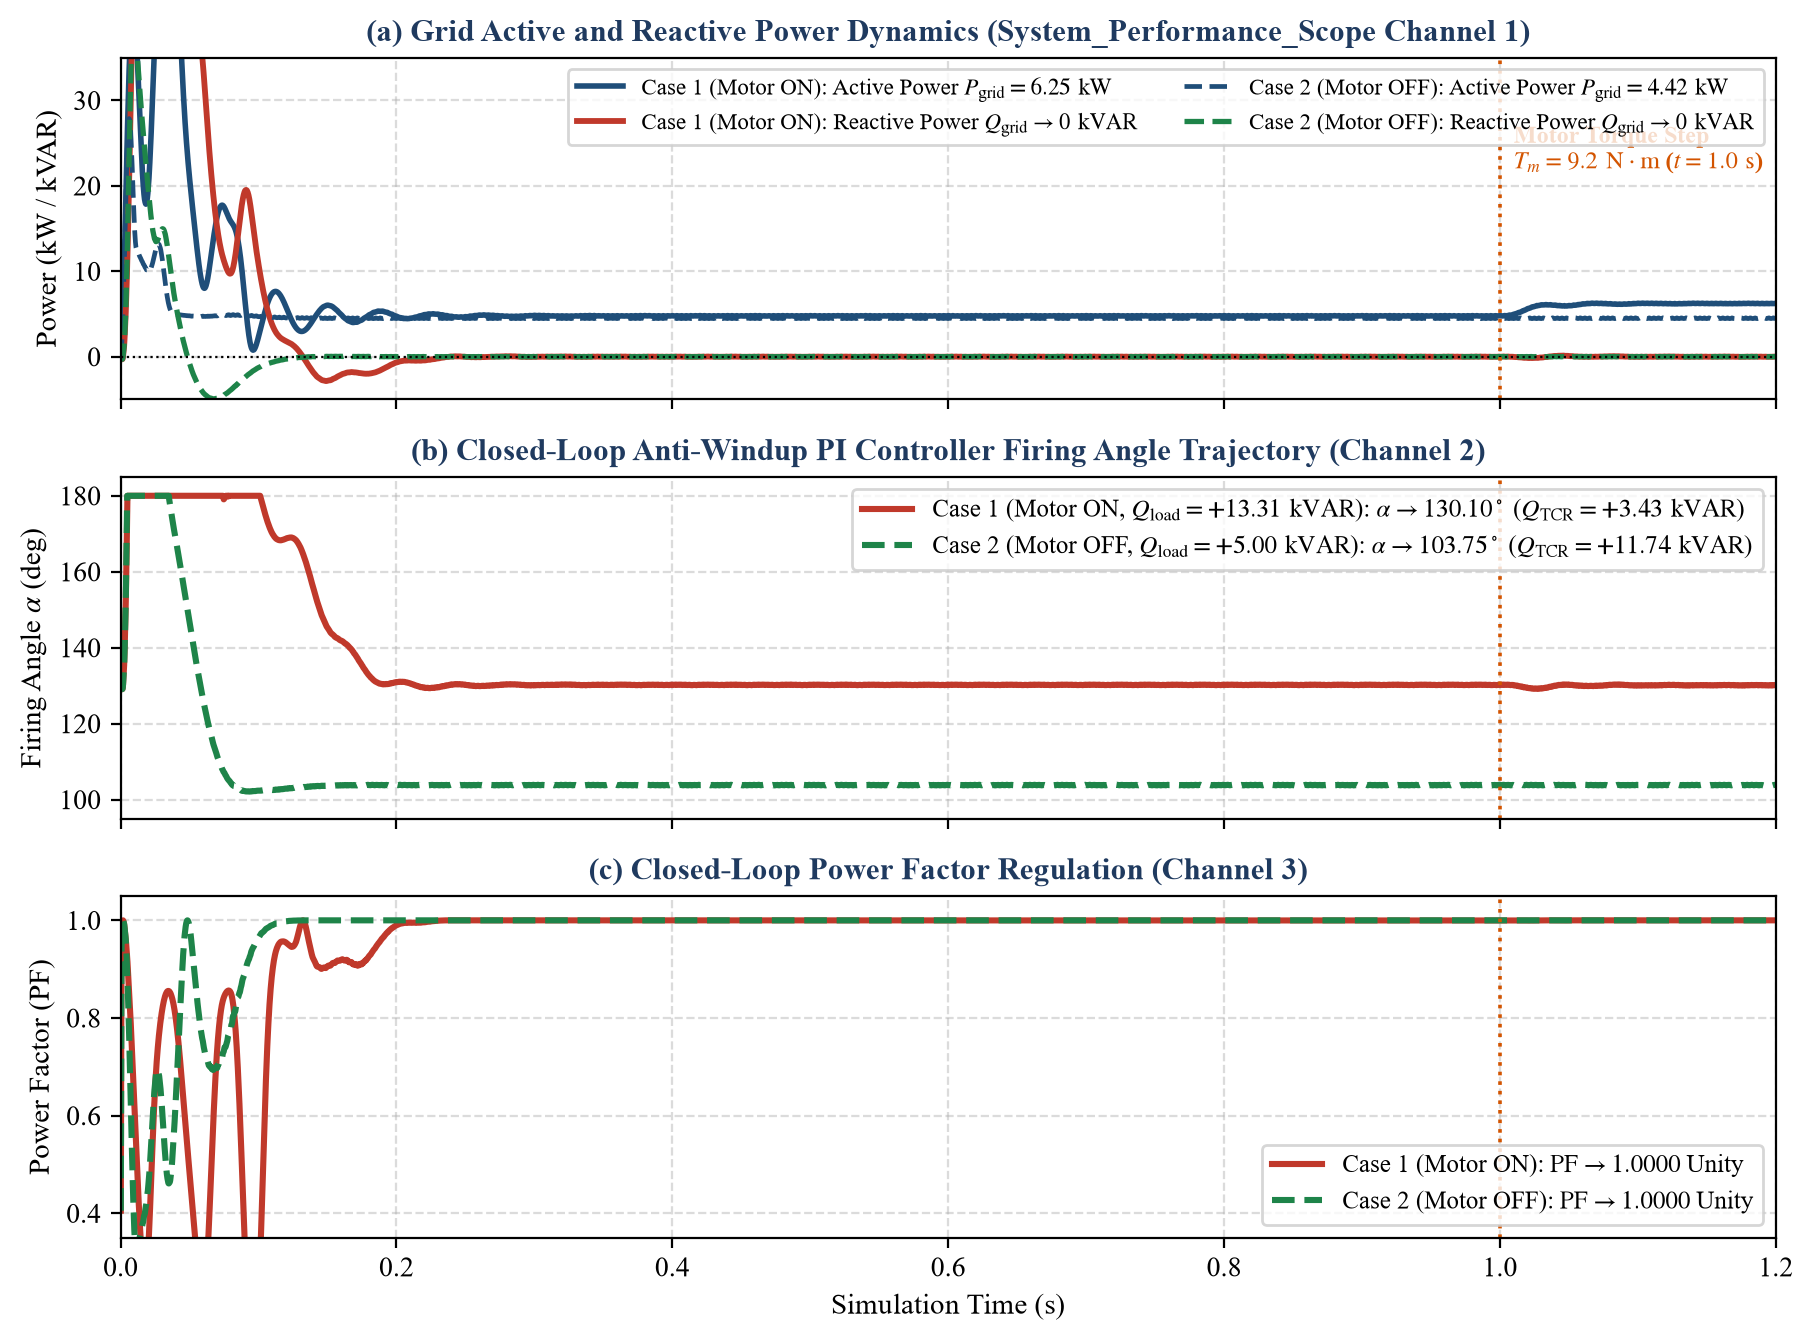 (a) Grid Active and Reactive Power Dynamics (System_Performance_Scope Channel 1)
Power (kW / kVAR)
30
20
10
0
Case 1 (Motor ON): Active Power P_grid = 6.25 kW
Case 1 (Motor ON): Reactive Power Q_grid → 0 kVAR
Case 2 (Motor OFF): Active Power P_grid = 4.42 kW
Case 2 (Motor OFF): Reactive Power Q_grid → 0 kVAR
Motor Torque Step
T_m = 9.2 N · m (t = 1.0 s)
(b) Closed-Loop Anti-Windup PI Controller Firing Angle Trajectory (Channel 2)
Firing Angle α (deg)
180
160
140
120
100
Case 1 (Motor ON, Q_load = +13.31 kVAR): α → 130.10° (Q_TCR = +3.43 kVAR)
Case 2 (Motor OFF, Q_load = +5.00 kVAR): α → 103.75° (Q_TCR = +11.74 kVAR)
(c) Closed-Loop Power Factor Regulation (Channel 3)
Power Factor (PF)
1.0
0.8
0.6
0.4
Case 1 (Motor ON): PF → 1.0000 Unity
Case 2 (Motor OFF): PF → 1.0000 Unity
0.0 0.2 0.4 0.6 0.8 1.0 1.2
Simulation Time (s)